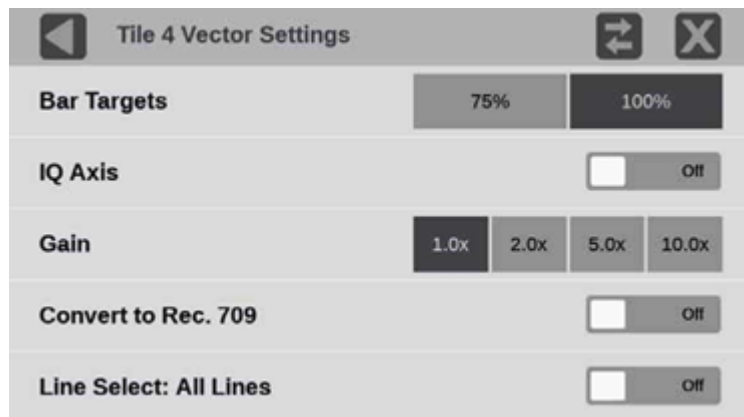 Tile 4 Vector Settings
Bar Targets 75% 100%
IQ Axis Off
Gain 1.0x 2.0x 5.0x 10.0x
Convert to Rec. 709 Off
Line Select: All Lines Off